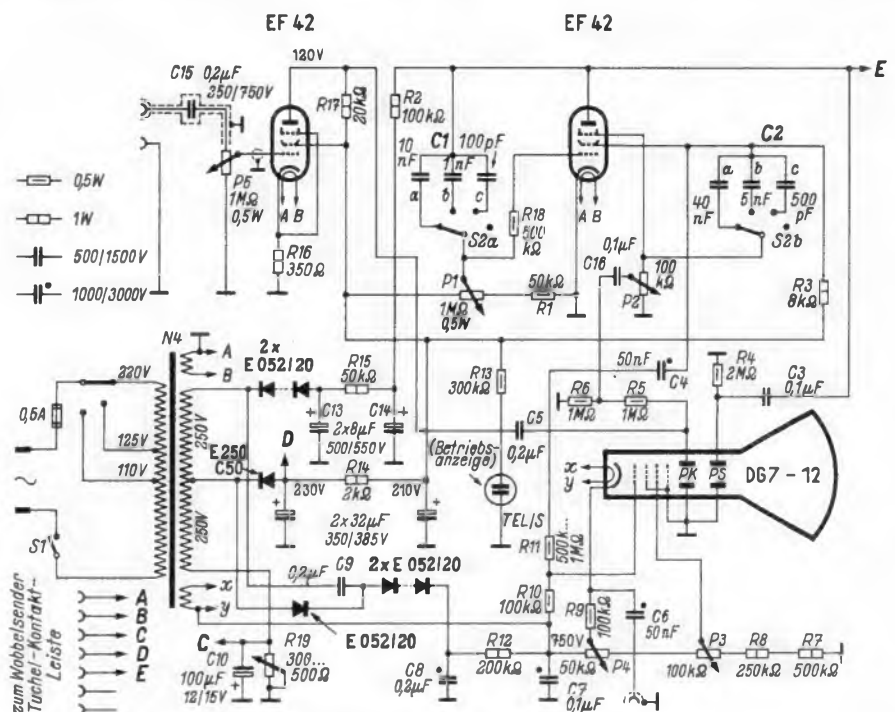 EF 42
EF 42
C15
0,2µF
250/750V
120V
R17
20kΩ
R2
100kΩ
E
C1
10 nF
1 nF
100pF
a
b
c
S2a
C2
a
b
c
40 nF
5 nF
500 pF
S2b
P5
1MΩ
0,5W
A B
R16
350Ω
R18
500 kΩ
A B
0,1µF
C16
100 kΩ
P2
R3
8kΩ
P1
1MΩ
0,5W
50kΩ
R1
0,5W
1W
500/1500V
1000/3000V
N4
A
B
2x
E 052/20
R15
50kΩ
C13
C14
2x8µF
500/550V
R13
300kΩ
50nF
C4
R6
1MΩ
R5
1MΩ
R4
2MΩ
C3
0,1µF
220V
0,6A
125V
110V
250V
250V
E250
C50
D
230V
R14
2kΩ
210V
2x32µF
350/385V
(Betriebs-
anzeige)
TEL/S
C5
0,2µF
x
y
PK
PS
DG7-12
S1
x
y
0,2µF
C9
2xE 052/20
E 052/20
R11
500k...
1MΩ
R10
100kΩ
R9
100kΩ
C6
50nF
zum Wobbelsender
Tuchel-Kontakt-
Leiste
A
B
C
D
E
C
C10
100µF
12/15V
R19
300...
500Ω
C8
0,2µF
R12
200kΩ
750V
50kΩ
P4
C7
0,1µF
P3
100kΩ
R8
250kΩ
R7
500kΩ